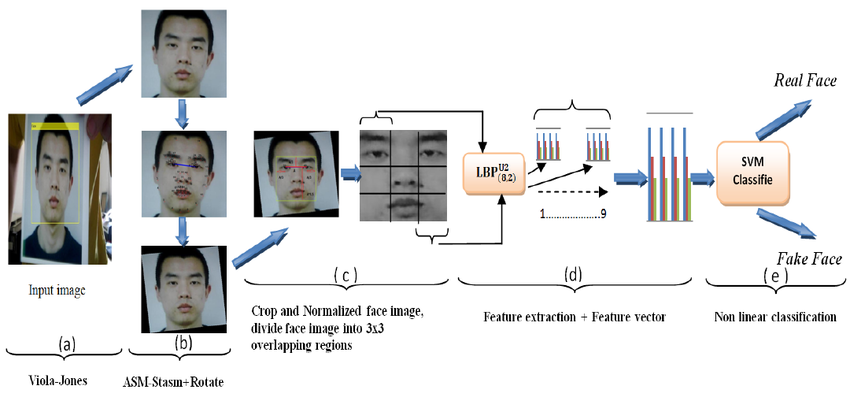 Input image
(a)
Viola-Jones
(b)
ASM-Stasm+Rotate
(c)
Crop and Normalized face image,
divide face image into 3x3
overlapping regions
LBP U2 (8,2)
1..................9
(d)
Feature extraction + Feature vector
SVM
Classifie
Real Face
Fake Face
(e)
Non linear classification